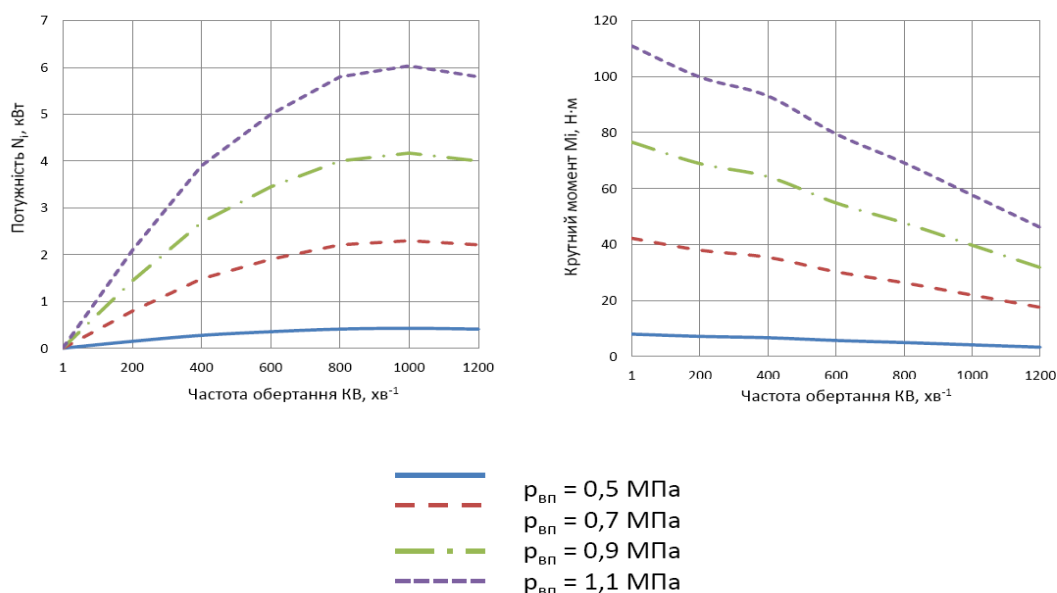 Потужність Nі, кВт
7
6
5
4
3
2
1
0
1 200 400 600 800 1000 1200
Частота обертання КВ, хв⁻¹
Крутний момент Мі, Н·м
120
100
80
60
40
20
0
1 200 400 600 800 1000 1200
Частота обертання КВ, хв⁻¹
pвп = 0,5 МПа
pвп = 0,7 МПа
pвп = 0,9 МПа
pвп = 1,1 МПа